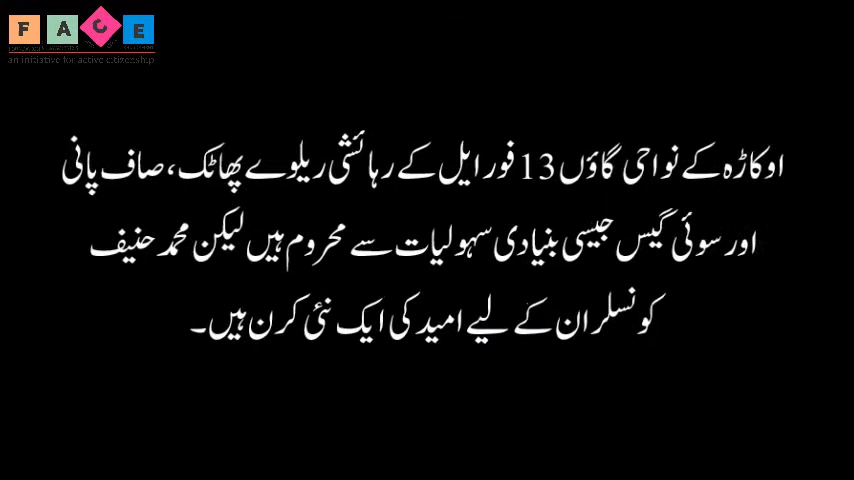 FACE
an initiative for active citizenship
اوکاڑہ کے نواحی گاؤں 13 فور ایل کے رہائشی ریلوے پھاٹک، صاف پانی
اور سوئی گیس جیسی بنیادی سہولیات سے محروم ہیں لیکن محمد حنیف
کونسلر ان کے لیے امید کی ایک نئی کرن ہیں۔